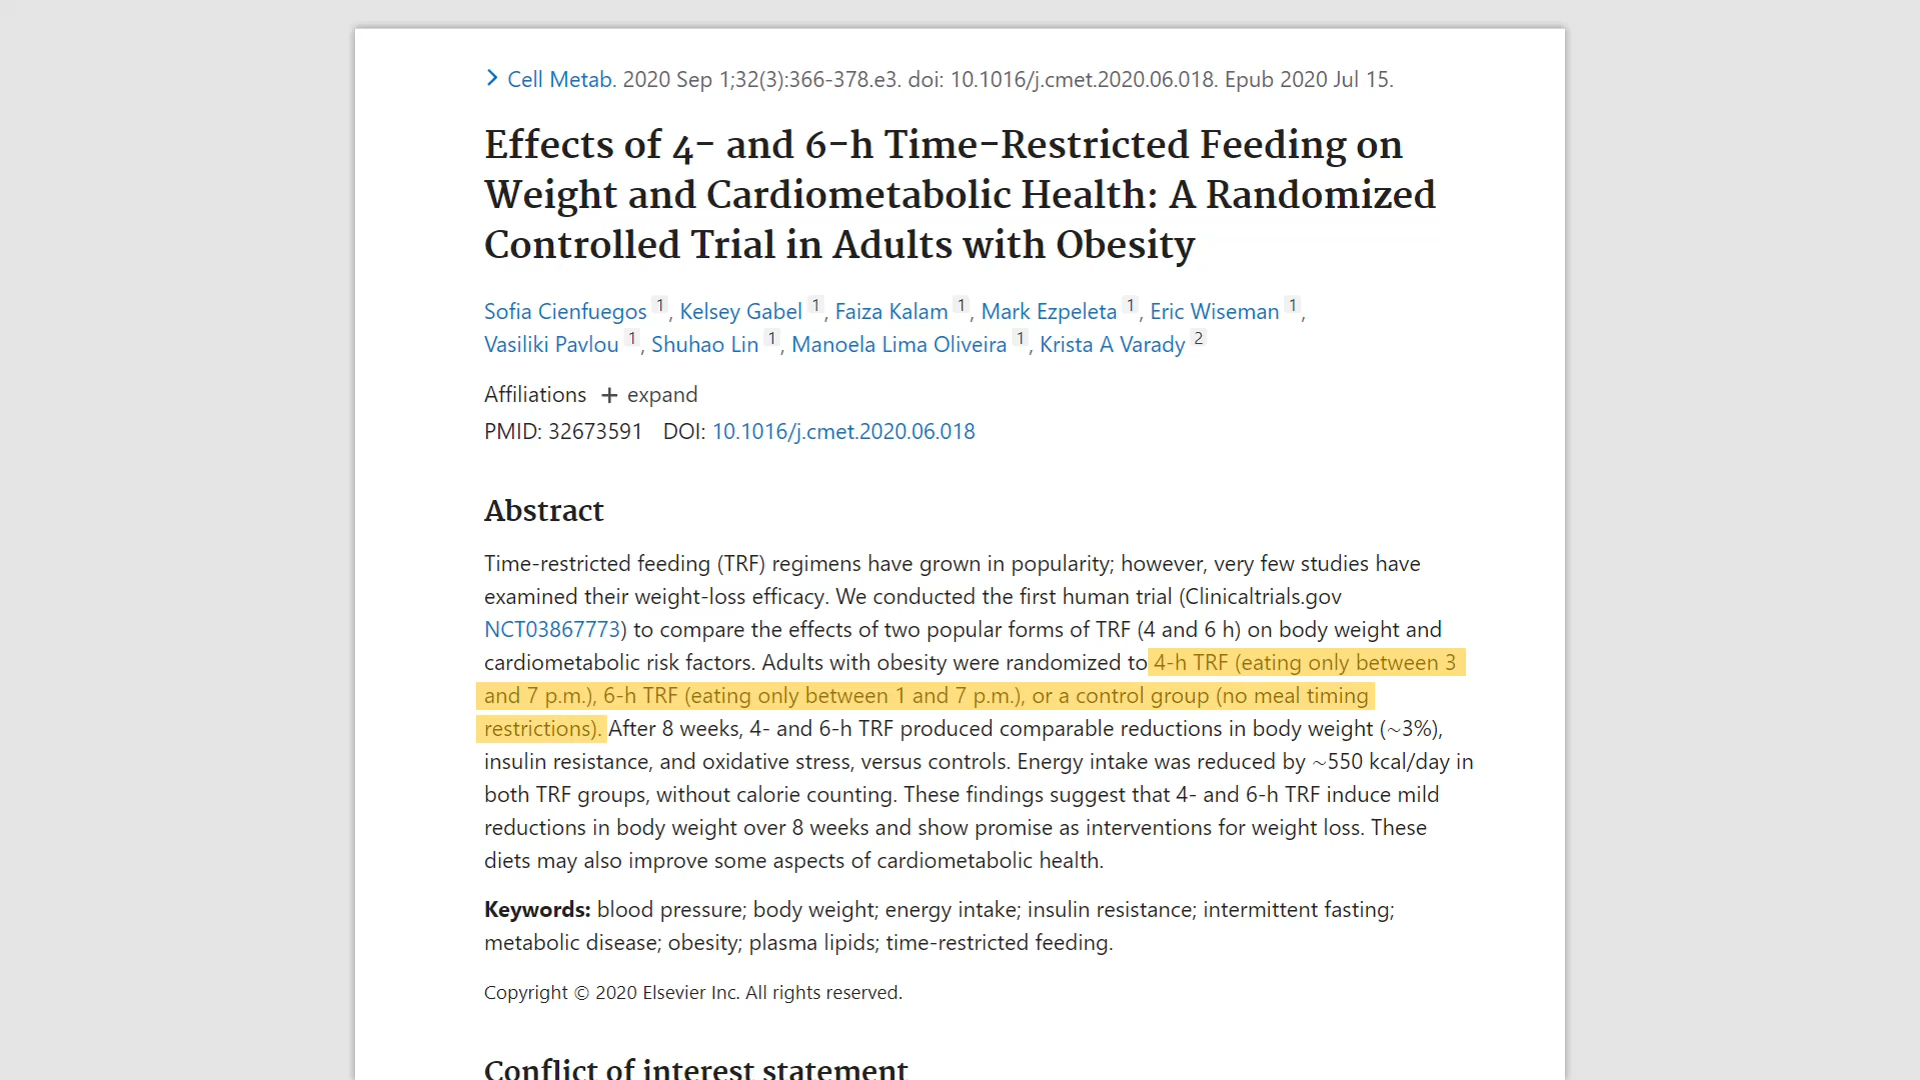 Cell Metab. 2020 Sep 1;32(3):366-378.e3. doi: 10.1016/j.cmet.2020.06.018. Epub 2020 Jul 15.
Effects of 4- and 6-h Time-Restricted Feeding on
Weight and Cardiometabolic Health: A Randomized
Controlled Trial in Adults with Obesity
Sofia Cienfuegos 1, Kelsey Gabel 1, Faiza Kalam 1, Mark Ezpeleta 1, Eric Wiseman 1,
Vasiliki Pavlou 1, Shuhao Lin 1, Manoela Lima Oliveira 1, Krista A Varady 2
Affiliations + expand
PMID: 32673591 DOI: 10.1016/j.cmet.2020.06.018
Abstract
Time-restricted feeding (TRF) regimens have grown in popularity; however, very few studies have
examined their weight-loss efficacy. We conducted the first human trial (Clinicaltrials.gov
NCT03867773) to compare the effects of two popular forms of TRF (4 and 6 h) on body weight and
cardiometabolic risk factors. Adults with obesity were randomized to 4-h TRF (eating only between 3
and 7 p.m.), 6-h TRF (eating only between 1 and 7 p.m.), or a control group (no meal timing
restrictions). After 8 weeks, 4- and 6-h TRF produced comparable reductions in body weight (~3%),
insulin resistance, and oxidative stress, versus controls. Energy intake was reduced by ~550 kcal/day in
both TRF groups, without calorie counting. These findings suggest that 4- and 6-h TRF induce mild
reductions in body weight over 8 weeks and show promise as interventions for weight loss. These
diets may also improve some aspects of cardiometabolic health.
Keywords: blood pressure; body weight; energy intake; insulin resistance; intermittent fasting;
metabolic disease; obesity; plasma lipids; time-restricted feeding.
Copyright © 2020 Elsevier Inc. All rights reserved.
Conflict of interest statement